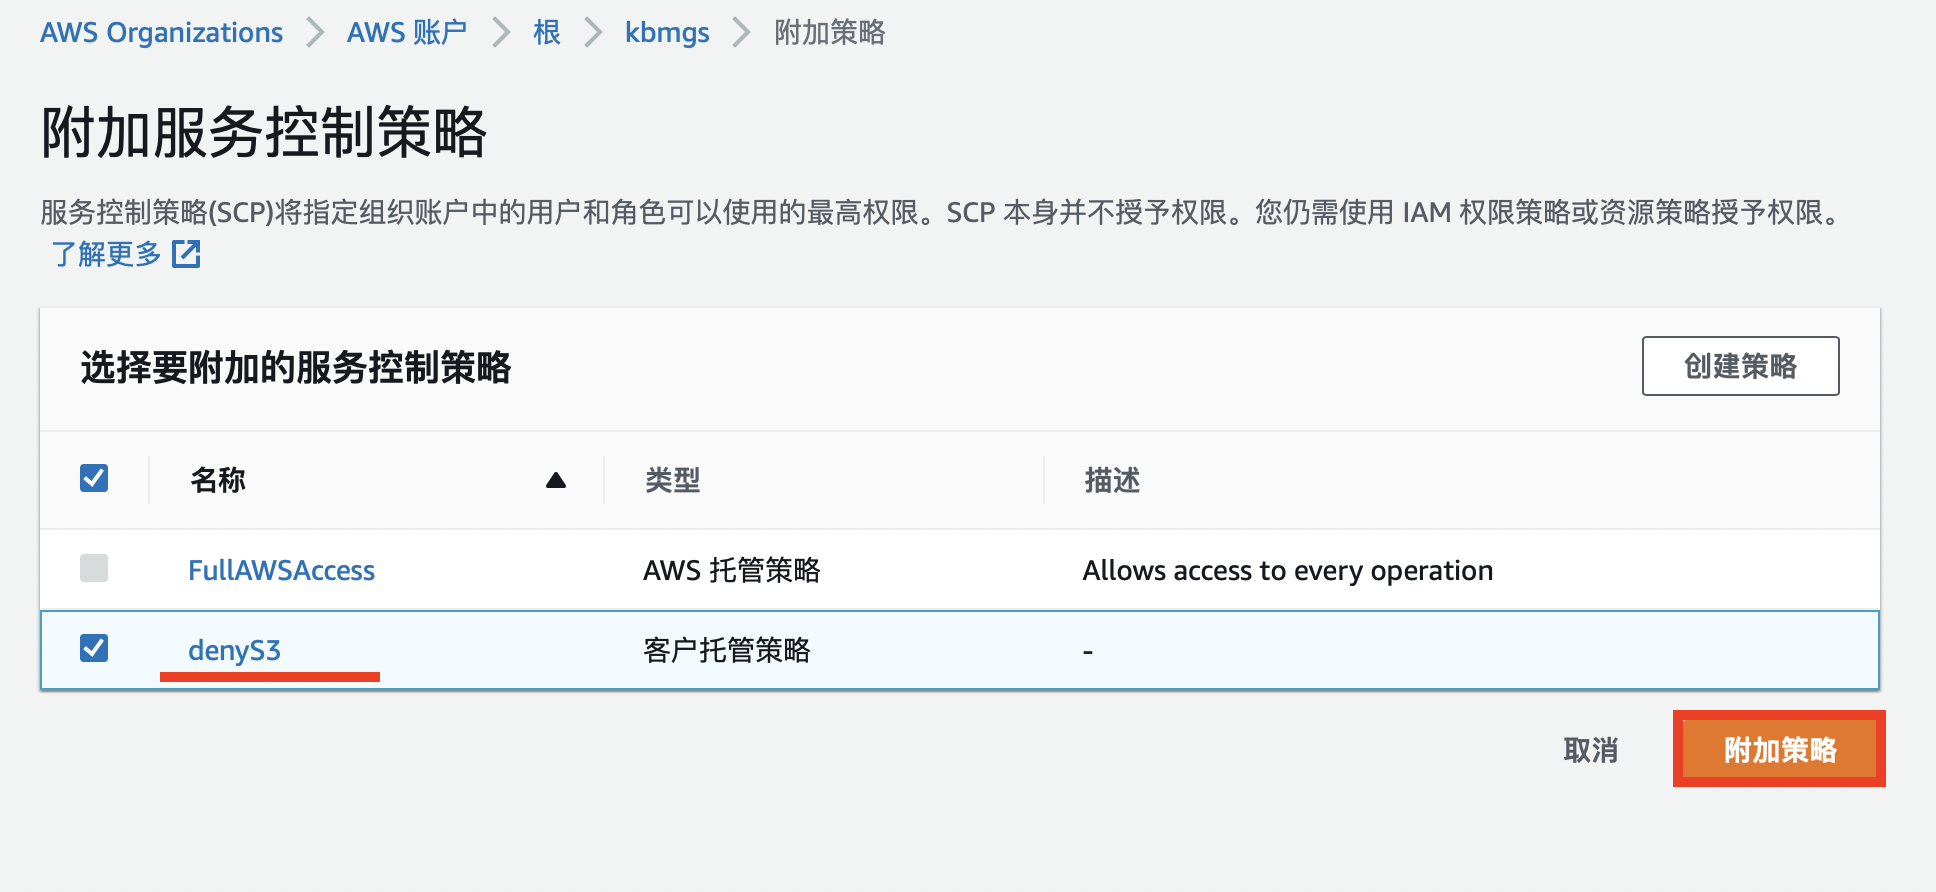 AWS Organizations > AWS 账户 > 根 > kbmgs > 附加策略
附加服务控制策略
服务控制策略(SCP)将指定组织账户中的用户和角色可以使用的最高权限。SCP 本身并不授予权限。您仍需使用 IAM 权限策略或资源策略授予权限。
了解更多
选择要附加的服务控制策略 创建策略
名称 类型 描述
FullAWSAccess AWS 托管策略 Allows access to every operation
denyS3 客户托管策略 -
取消 附加策略